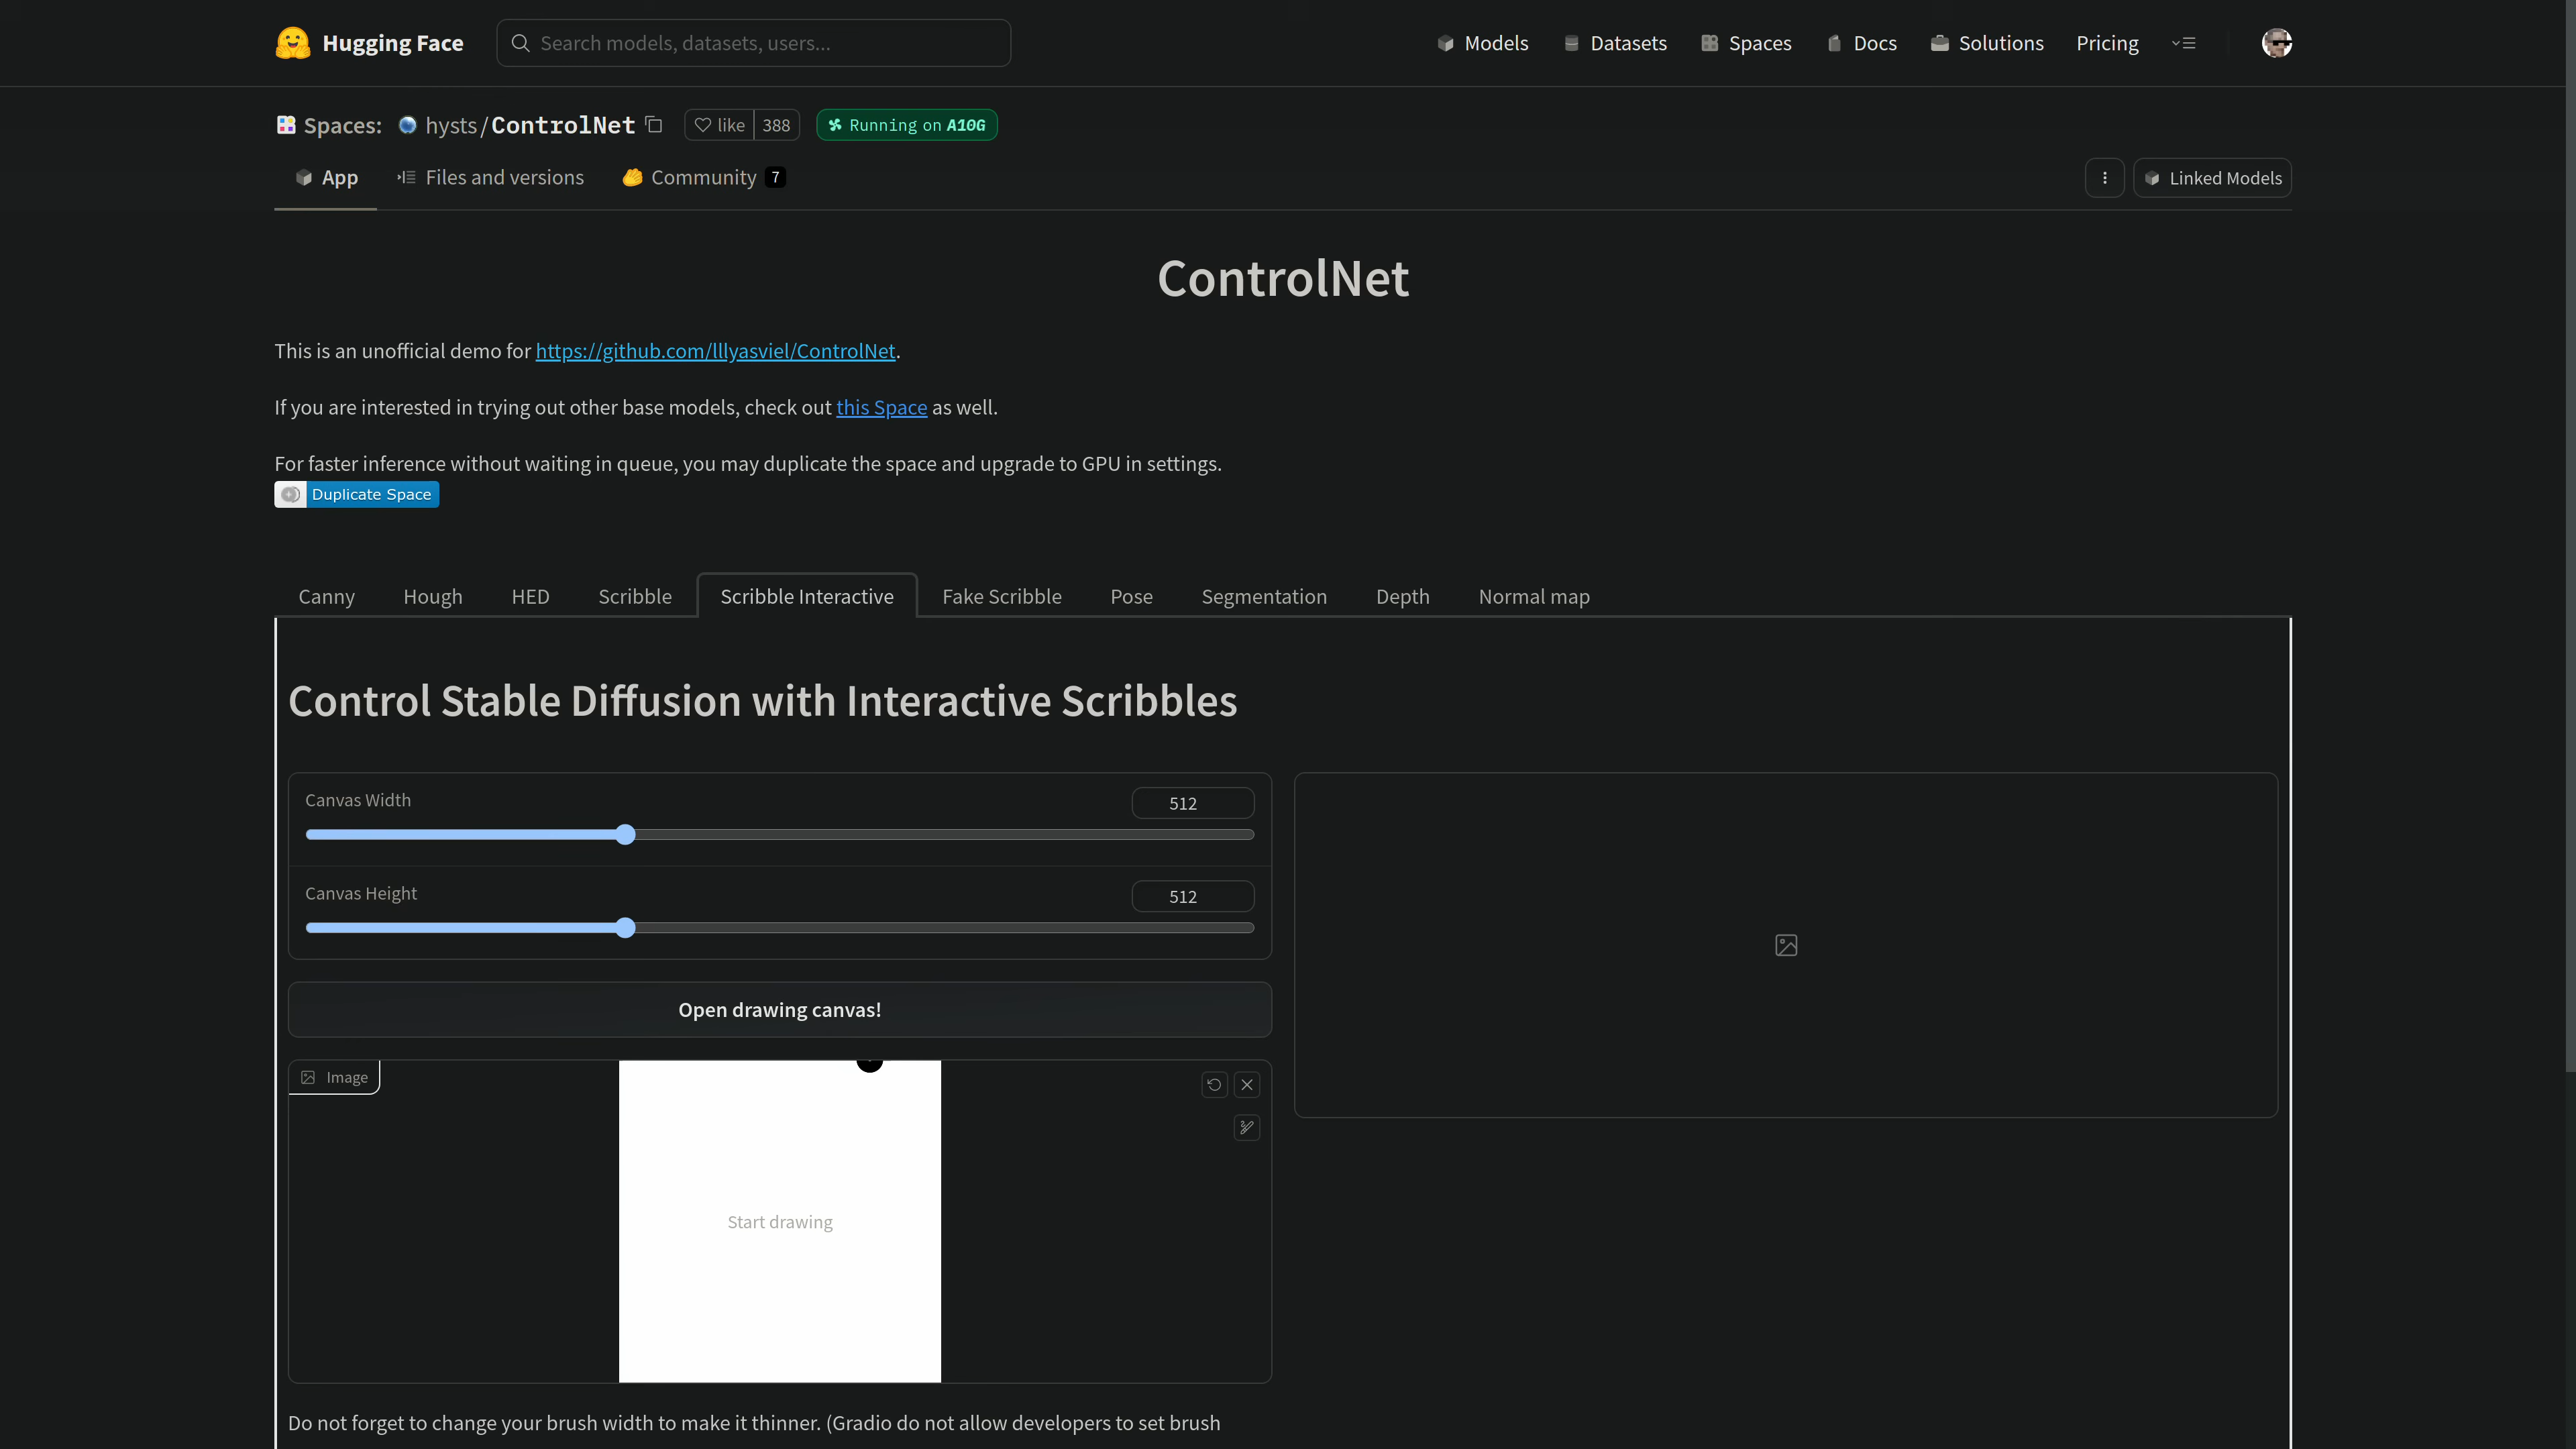 Hugging Face
Search models, datasets, users...
Models
Datasets
Spaces
Docs
Solutions
Pricing
Spaces:
hysts/ControlNet
like
388
Running on A10G
App
Files and versions
Community
7
Linked Models
ControlNet
This is an unofficial demo for https://github.com/lllyasviel/ControlNet.
If you are interested in trying out other base models, check out this Space as well.
For faster inference without waiting in queue, you may duplicate the space and upgrade to GPU in settings.
Duplicate Space
Canny
Hough
HED
Scribble
Scribble Interactive
Fake Scribble
Pose
Segmentation
Depth
Normal map
Control Stable Diffusion with Interactive Scribbles
Canvas Width
512
Canvas Height
512
Open drawing canvas!
Image
Start drawing
Do not forget to change your brush width to make it thinner. (Gradio do not allow developers to set brush